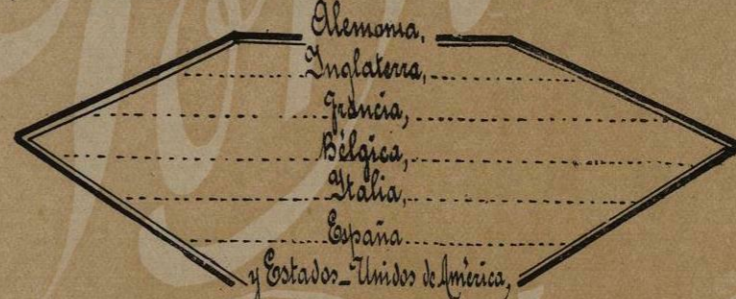 Alemania,
Inglaterra,
Francia,
Bélgica,
Italia,
España
y Estados-Unidos de América,